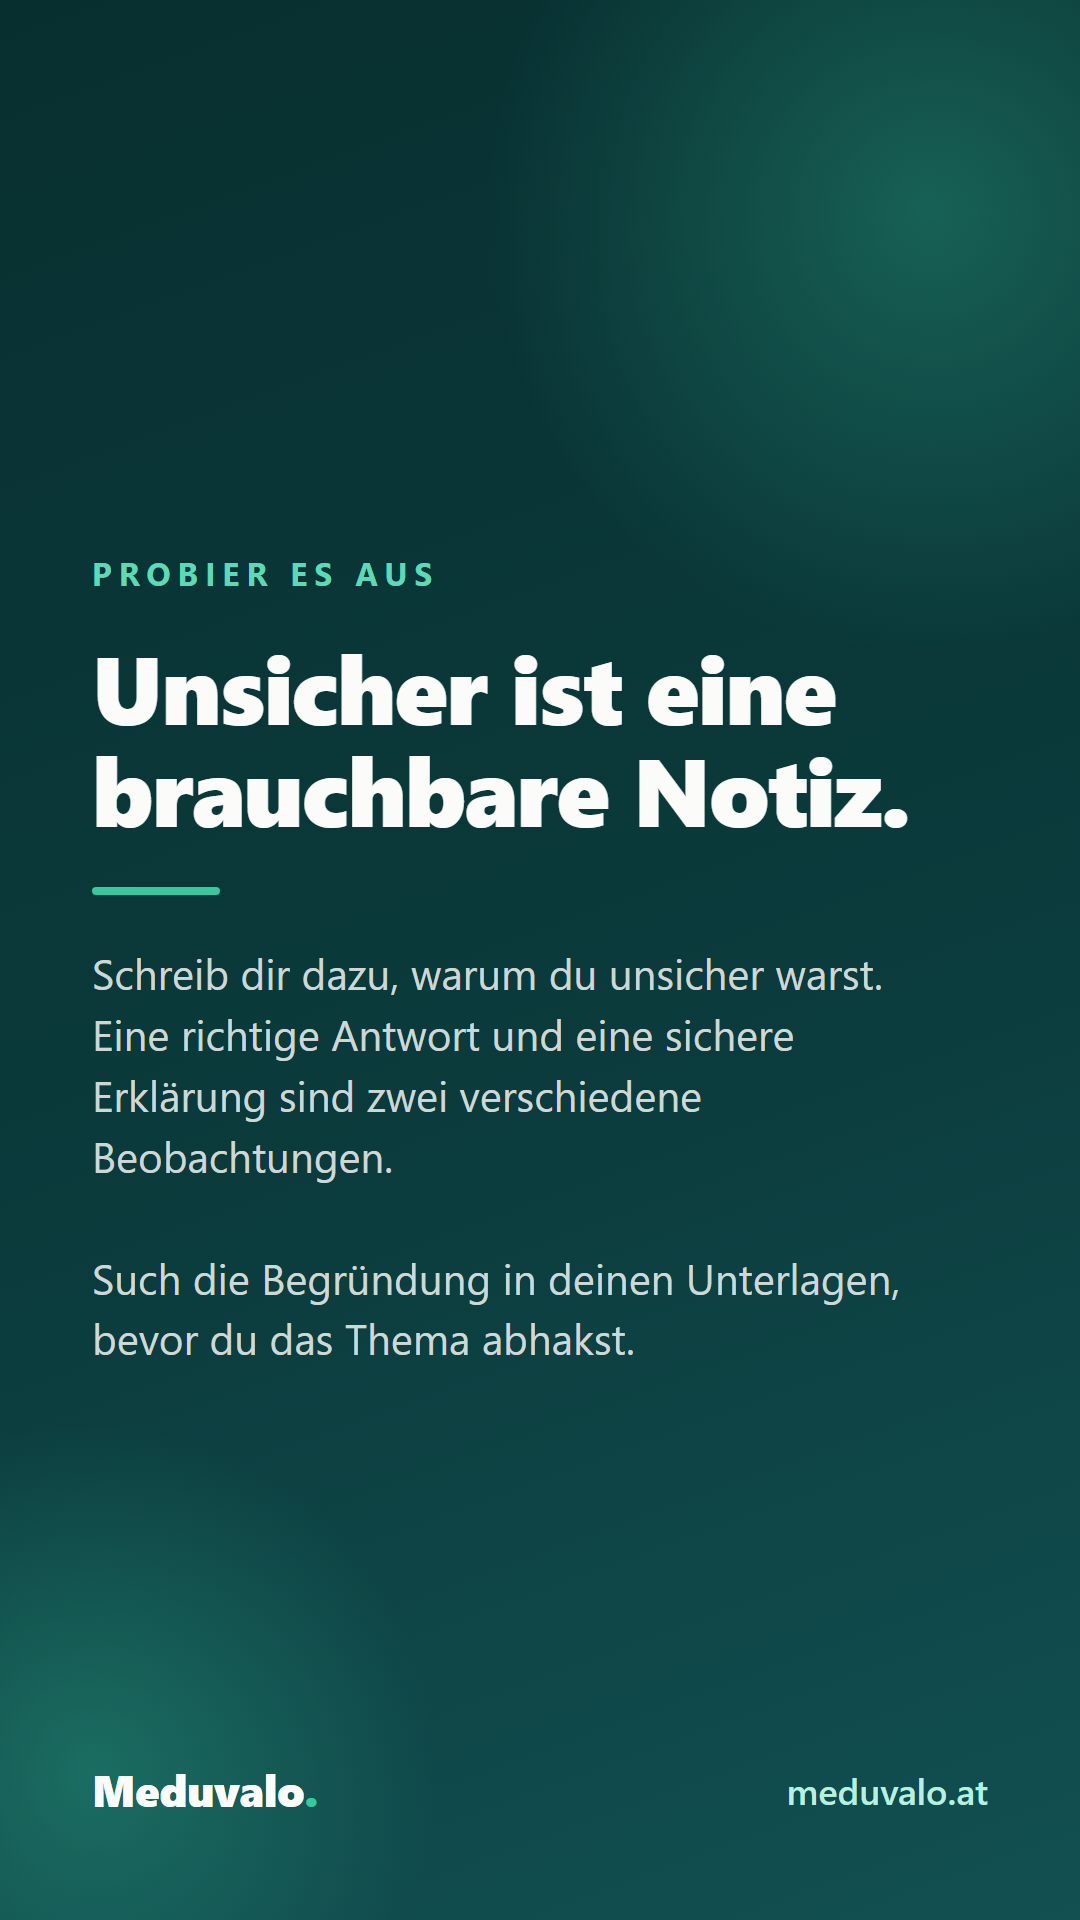 PROBIER ES AUS
Unsicher ist eine
brauchbare Notiz.
Schreib dir dazu, warum du unsicher warst.
Eine richtige Antwort und eine sichere
Erklärung sind zwei verschiedene
Beobachtungen.
Such die Begründung in deinen Unterlagen,
bevor du das Thema abhakst.
Meduvalo.
meduvalo.at